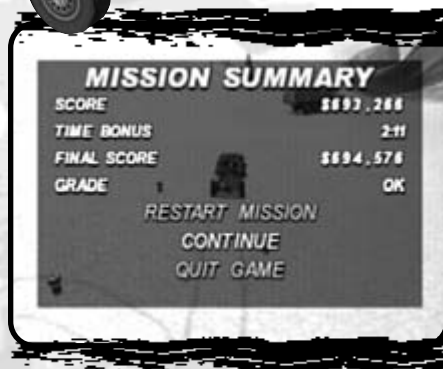 MISSION SUMMARY
SCORE $693,266
TIME BONUS 2:11
FINAL SCORE $694,576
GRADE OK
RESTART MISSION
CONTINUE
QUIT GAME